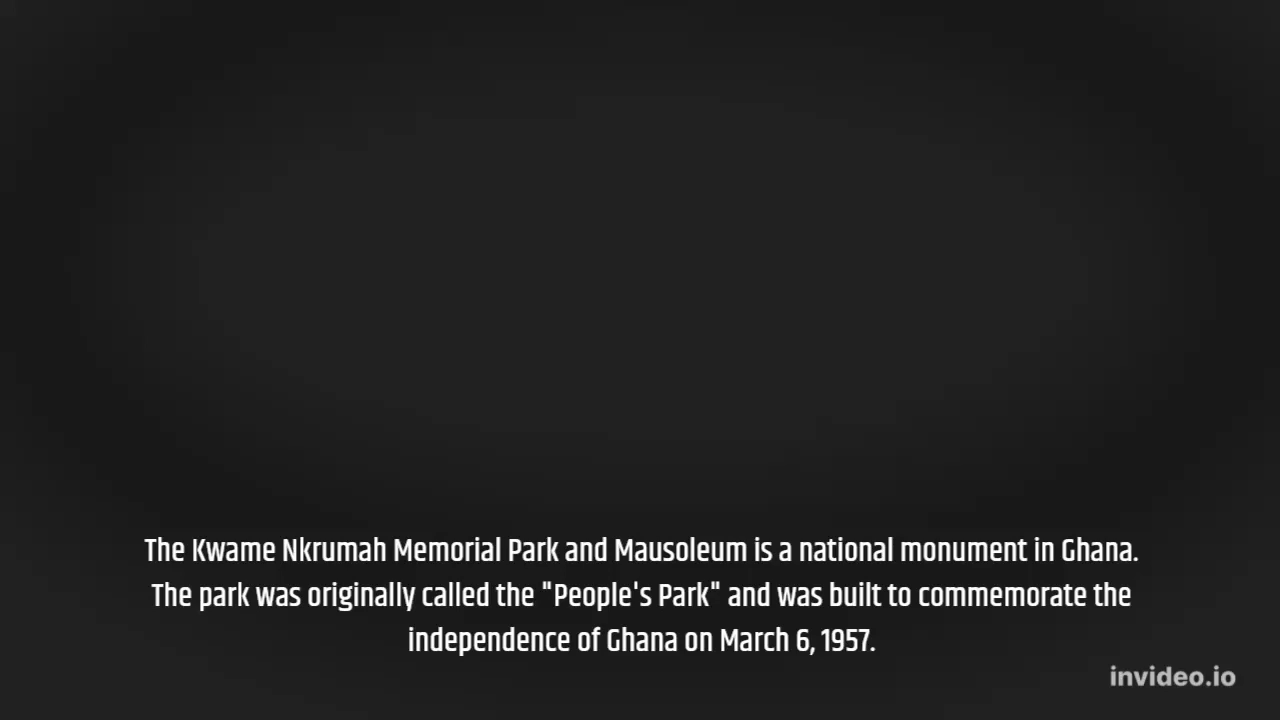 The Kwame Nkrumah Memorial Park and Mausoleum is a national monument in Ghana.
The park was originally called the "People's Park" and was built to commemorate the
independence of Ghana on March 6, 1957.
invideo.io